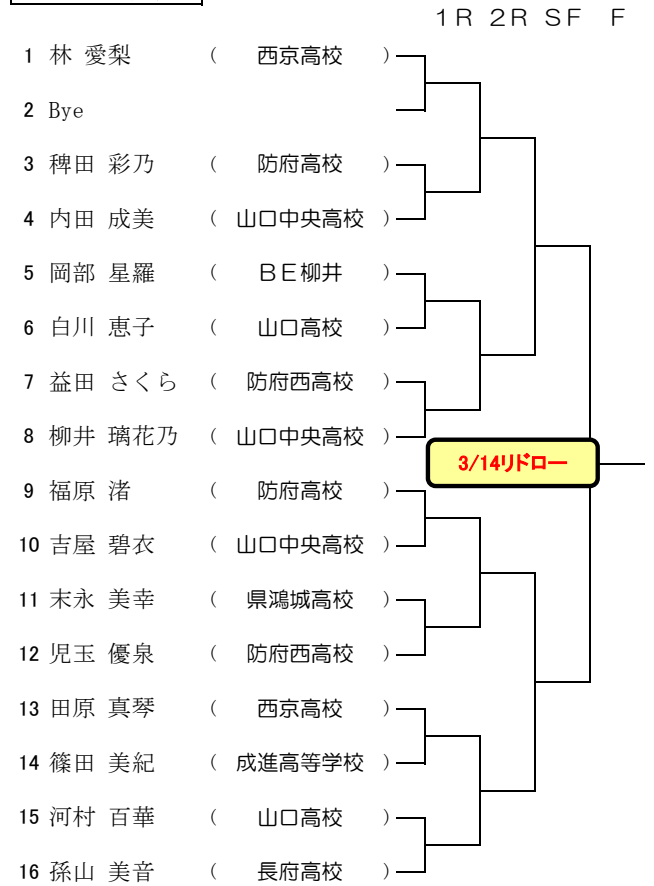 1R 2R SF F
1 林 愛梨 ( 西京高校 )
2 Bye
3 稗田 彩乃 ( 防府高校 )
4 内田 成美 ( 山口中央高校 )
5 岡部 星羅 ( BE柳井 )
6 白川 恵子 ( 山口高校 )
7 益田 さくら ( 防府西高校 )
8 柳井 璃花乃 ( 山口中央高校 )
3/14リドロー
9 福原 渚 ( 防府高校 )
10 吉屋 碧衣 ( 山口中央高校 )
11 末永 美幸 ( 県鴻城高校 )
12 児玉 優泉 ( 防府西高校 )
13 田原 真琴 ( 西京高校 )
14 篠田 美紀 ( 成進高等学校 )
15 河村 百華 ( 山口高校 )
16 孫山 美音 ( 長府高校 )